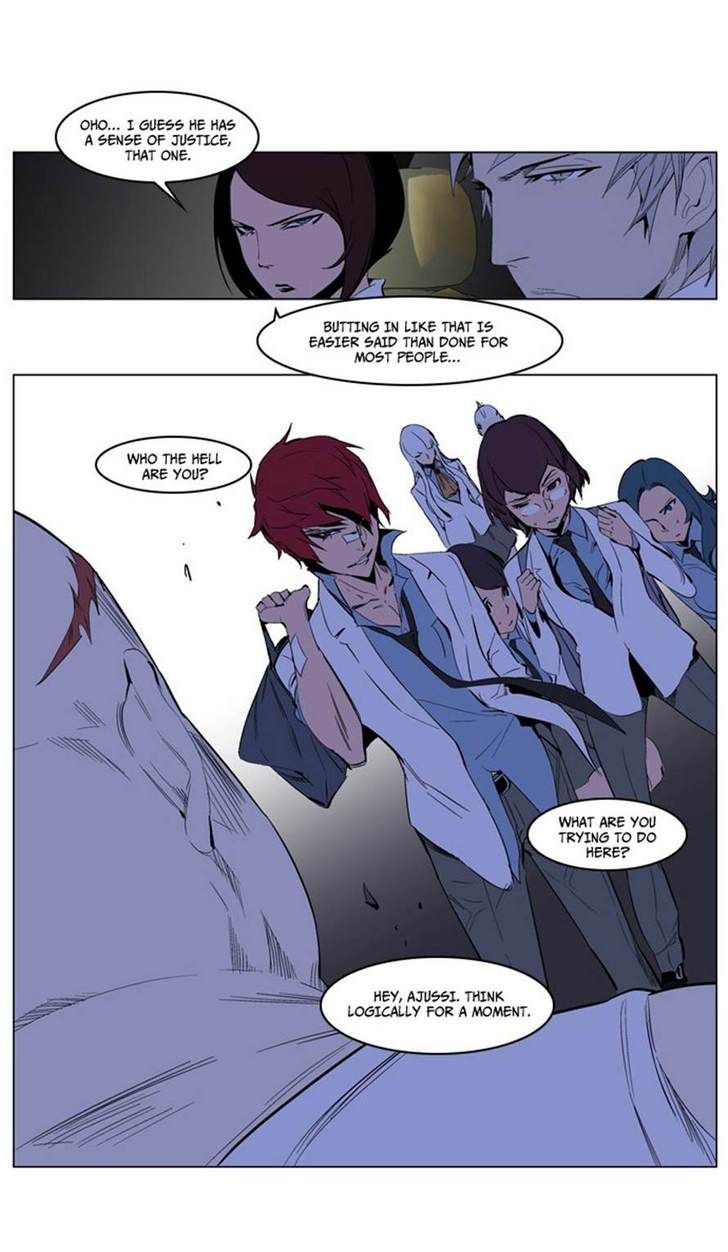 OHO... I GUESS HE HAS
A SENSE OF JUSTICE,
THAT ONE.
BUTTING IN LIKE THAT IS
EASIER SAID THAN DONE FOR
MOST PEOPLE...
WHO THE HELL
ARE YOU?
WHAT ARE YOU
TRYING TO DO
HERE?
HEY, AJUSSI. THINK
LOGICALLY FOR A MOMENT.